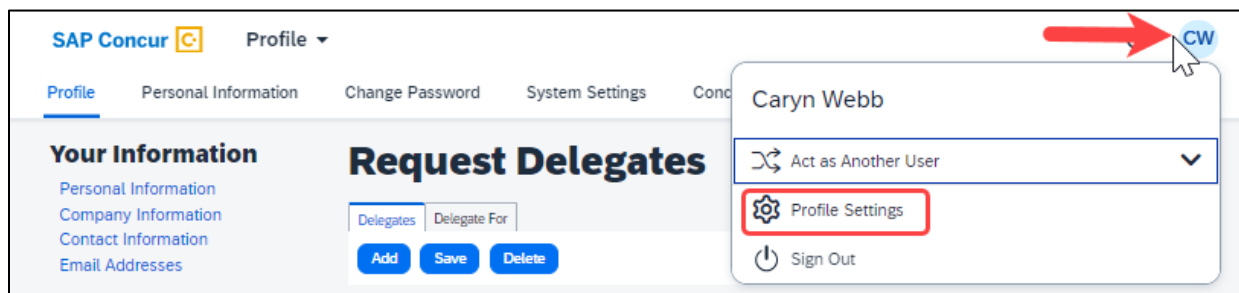 SAP Concur C Profile
CW
Profile Personal Information Change Password System Settings
Caryn Webb
Act as Another User
Profile Settings
Sign Out
Your Information
Personal Information
Company Information
Contact Information
Email Addresses
Request Delegates
Delegates Delegate For
Add Save Delete